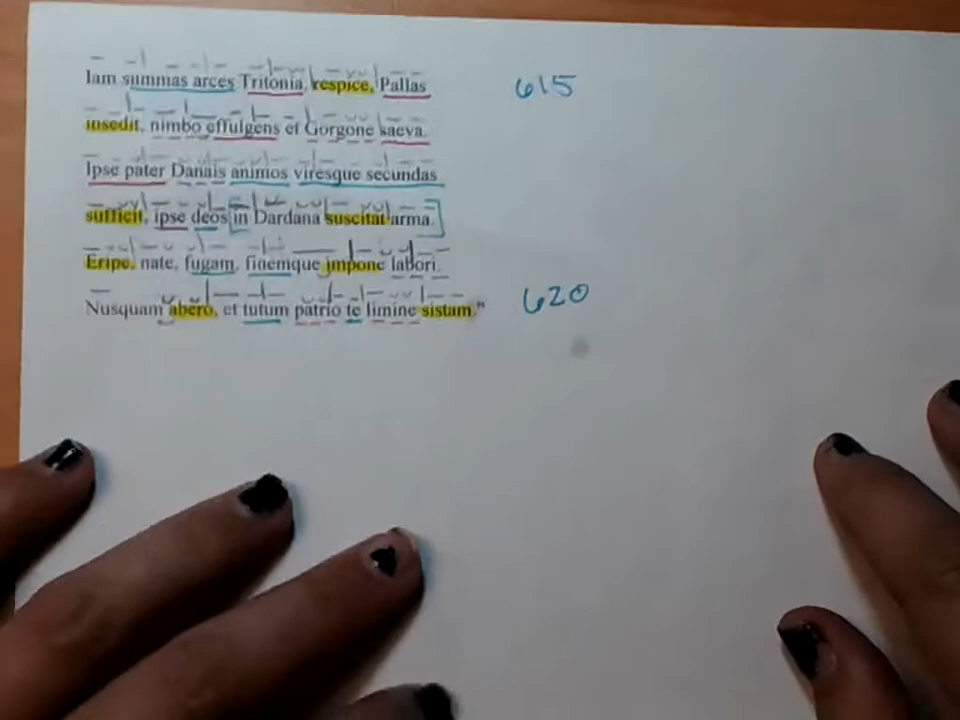 Iam summas arces Tritonia, respice, Pallas 615
insedit, nimbo effulgens et Gorgone saeva.
Ipse pater Danais animos viresque secundas
sufficit, ipse deos [in Dardana suscitat arma.]
Eripe, nate, fugam, finemque impone labori.
Nusquam abero, et tutum patrio te limine sistam." 620